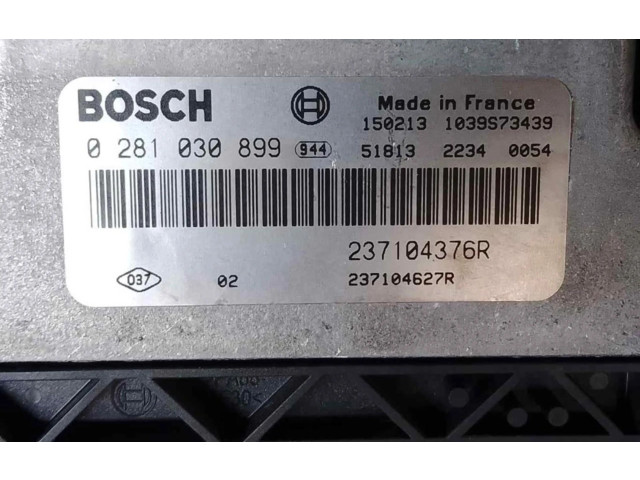 BOSCH
Made in France
150213 1039S73439
0 281 030 899 944 51813 2234 0054
237104376R
037 02 237104627R